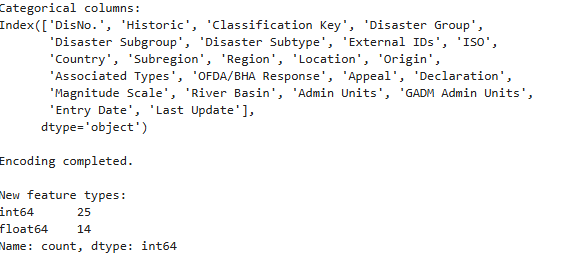 Categorical columns:
Index(['DisNo.', 'Historic', 'Classification Key', 'Disaster Group',
'Disaster Subgroup', 'Disaster Subtype', 'External IDs', 'ISO',
'Country', 'Subregion', 'Region', 'Location', 'Origin',
'Associated Types', 'OFDA/BHA Response', 'Appeal', 'Declaration',
'Magnitude Scale', 'River Basin', 'Admin Units', 'GADM Admin Units',
'Entry Date', 'Last Update'],
dtype='object')
Encoding completed.
New feature types:
int64 25
float64 14
Name: count, dtype: int64